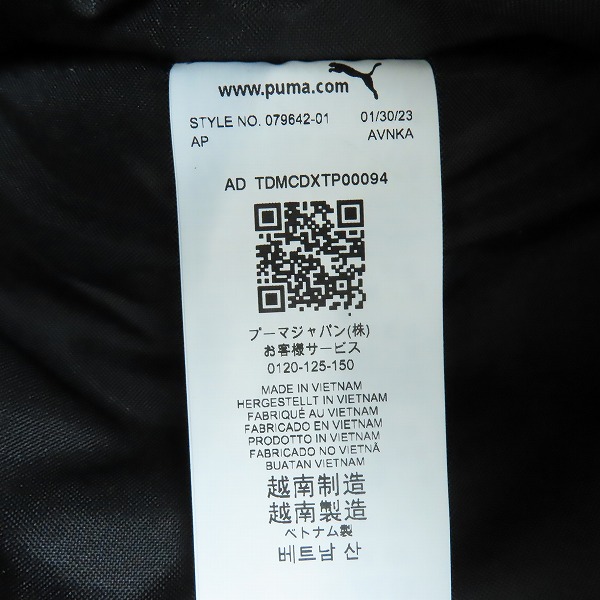 www.puma.com
STYLE NO. 079642-01 01/30/23
AP AVNKA
AD TDMCDXTP00094
プーマジャパン(株)
お客様サービス
0120-125-150
MADE IN VIETNAM
HERGESTELLT IN VIETNAM
FABRIQUÉ AU VIETNAM
FABRICADO EN VIETNAM
PRODOTTO IN VIETNAM
FABRICADO NO VIETNÃ
BUATAN VIETNAM
越南制造
越南製造
ベトナム製
베트남 산